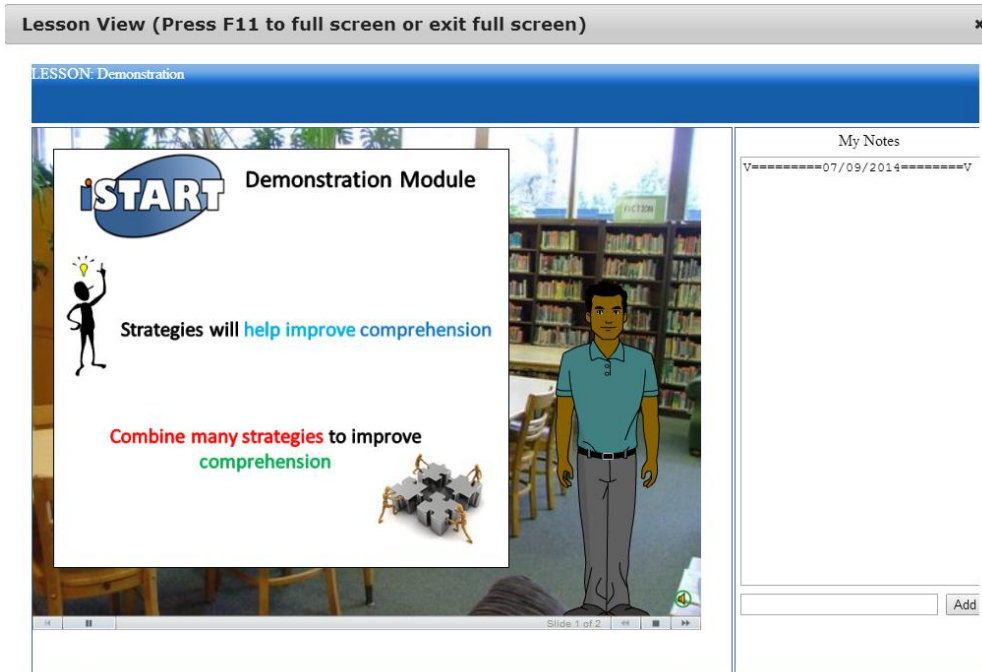 Lesson View (Press F11 to full screen or exit full screen)
LESSON: Demonstration
iSTART
Demonstration Module
Strategies will help improve comprehension
Combine many strategies to improve
comprehension
FICTION
Slide 1 of 2
My Notes
V=========07/09/2014========V
Add